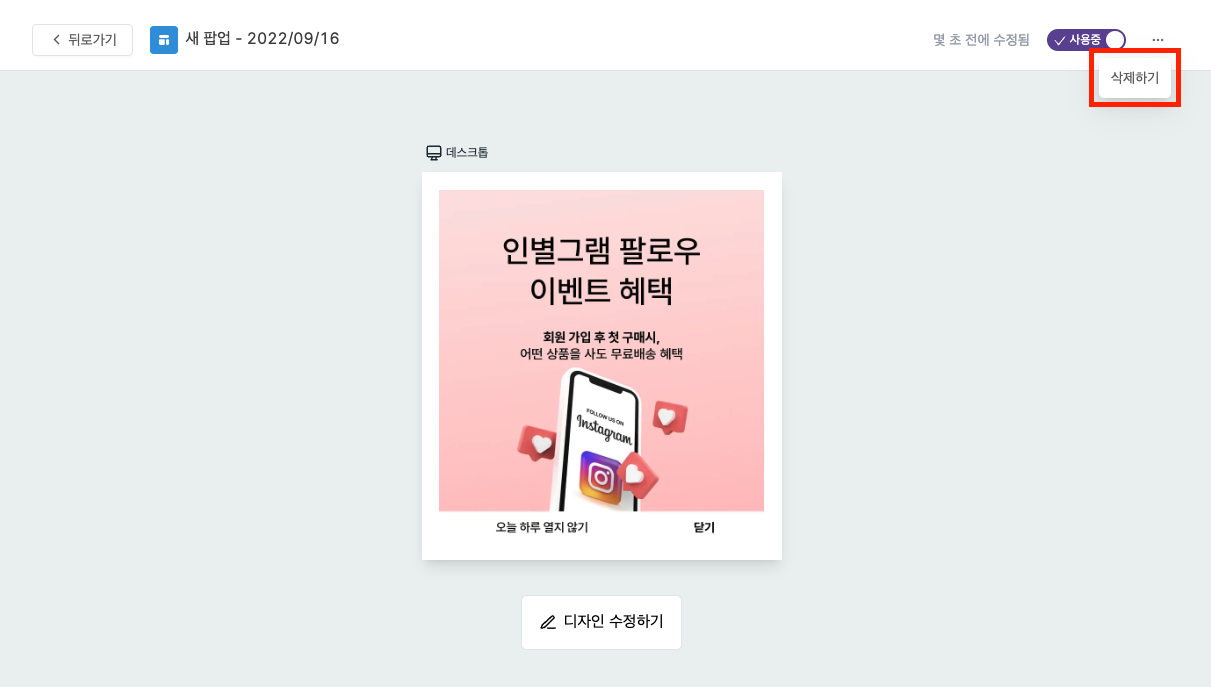 뒤로가기
새 팝업 - 2022/09/16
몇 초 전에 수정됨
사용중
···
삭제하기
데스크톱
인별그램 팔로우
이벤트 혜택
회원 가입 후 첫 구매시,
어떤 상품을 사도 무료배송 혜택
FOLLOW US ON
Instagram
오늘 하루 열지 않기
닫기
디자인 수정하기